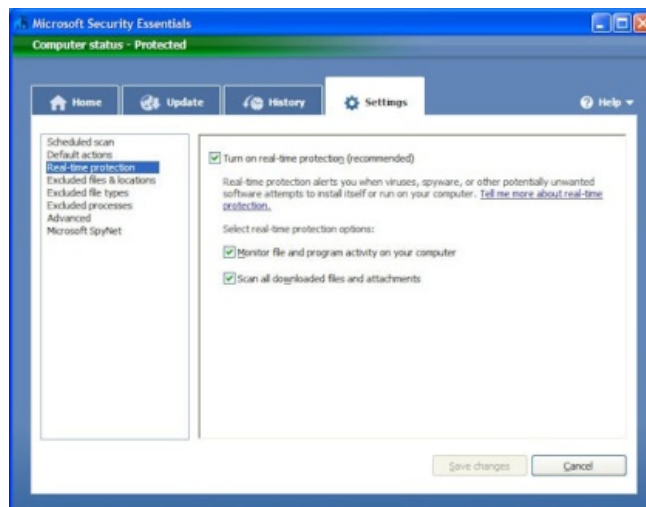 Microsoft Security Essentials
Computer status - Protected
Home
Update
History
Settings
Help
Scheduled scan
Default actions
Real-time protection
Excluded files & locations
Excluded file types
Excluded processes
Advanced
Microsoft SpyNet
Turn on real-time protection (recommended)
Real-time protection alerts you when viruses, spyware, or other potentially unwanted
software attempts to install itself or run on your computer. Tell me more about real-time
protection.
Select real-time protection options:
Monitor file and program activity on your computer
Scan all downloaded files and attachments
Save changes
Cancel